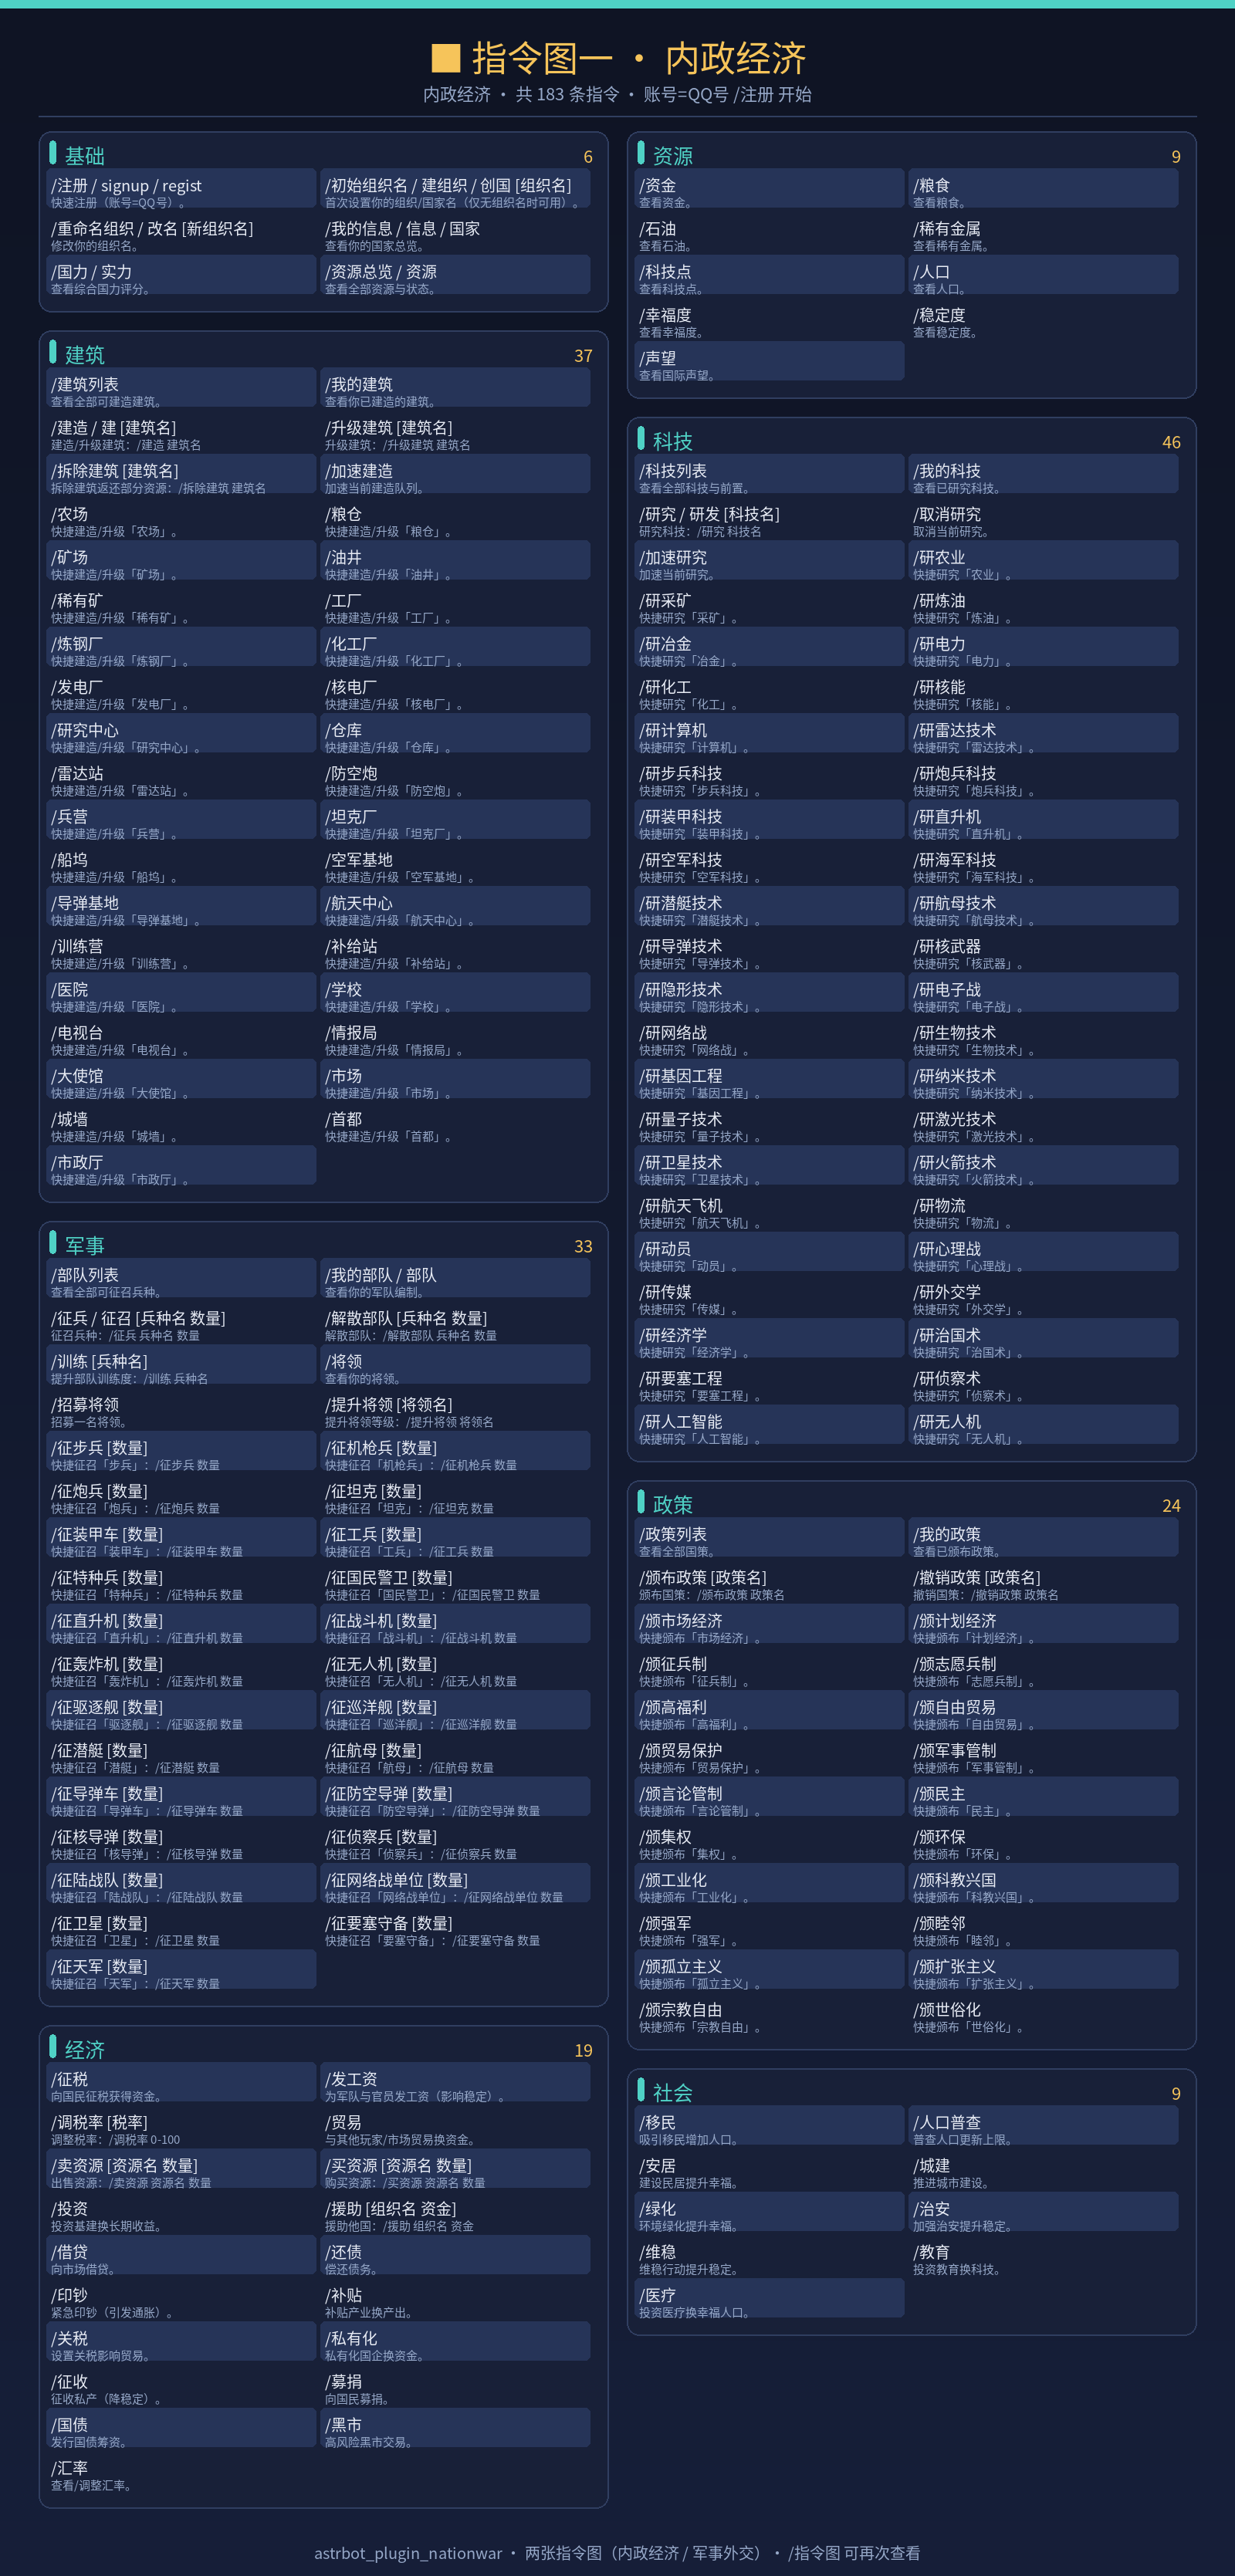 ■ 指令图一 · 内政经济
内政经济 · 共 183 条指令 · 账号=QQ号 /注册 开始
基础 6
/注册 / signup / regist
快速注册（账号=QQ号）。
/初始组织名 / 建组织 / 创国 [组织名]
首次设置你的组织/国家名（仅无组织名时可用）。
/重命名组织 / 改名 [新组织名]
修改你的组织名。
/我的信息 / 信息 / 国家
查看你的国家总览。
/国力 / 实力
查看综合国力评分。
/资源总览 / 资源
查看全部资源与状态。
建筑 37
/建筑列表
查看全部可建造建筑。
/我的建筑
查看你已建造的建筑。
/建造 / 建 [建筑名]
建造/升级建筑：/建造 建筑名
/升级建筑 [建筑名]
升级建筑：/升级建筑 建筑名
/拆除建筑 [建筑名]
拆除建筑返还部分资源：/拆除建筑 建筑名
/加速建造
加速当前建造队列。
/农场
快捷建造/升级「农场」。
/粮仓
快捷建造/升级「粮仓」。
/矿场
快捷建造/升级「矿场」。
/油井
快捷建造/升级「油井」。
/稀有矿
快捷建造/升级「稀有矿」。
/工厂
快捷建造/升级「工厂」。
/炼钢厂
快捷建造/升级「炼钢厂」。
/化工厂
快捷建造/升级「化工厂」。
/发电厂
快捷建造/升级「发电厂」。
/核电厂
快捷建造/升级「核电厂」。
/研究中心
快捷建造/升级「研究中心」。
/仓库
快捷建造/升级「仓库」。
/雷达站
快捷建造/升级「雷达站」。
/防空炮
快捷建造/升级「防空炮」。
/兵营
快捷建造/升级「兵营」。
/坦克厂
快捷建造/升级「坦克厂」。
/船坞
快捷建造/升级「船坞」。
/空军基地
快捷建造/升级「空军基地」。
/导弹基地
快捷建造/升级「导弹基地」。
/航天中心
快捷建造/升级「航天中心」。
/训练营
快捷建造/升级「训练营」。
/补给站
快捷建造/升级「补给站」。
/医院
快捷建造/升级「医院」。
/学校
快捷建造/升级「学校」。
/电视台
快捷建造/升级「电视台」。
/情报局
快捷建造/升级「情报局」。
/大使馆
快捷建造/升级「大使馆」。
/市场
快捷建造/升级「市场」。
/城墙
快捷建造/升级「城墙」。
/首都
快捷建造/升级「首都」。
/市政厅
快捷建造/升级「市政厅」。
军事 33
/部队列表
查看全部可征召兵种。
/我的部队 / 部队
查看你的军队编制。
/征兵 / 征召 [兵种名 数量]
征召兵种：/征兵 兵种名 数量
/解散部队 [兵种名 数量]
解散部队：/解散部队 兵种名 数量
/训练 [兵种名]
提升部队训练度：/训练 兵种名
/将领
查看你的将领。
/招募将领
招募一名将领。
/提升将领 [将领名]
提升将领等级：/提升将领 将领名
/征步兵 [数量]
快捷征召「步兵」：/征步兵 数量
/征机枪兵 [数量]
快捷征召「机枪兵」：/征机枪兵 数量
/征炮兵 [数量]
快捷征召「炮兵」：/征炮兵 数量
/征坦克 [数量]
快捷征召「坦克」：/征坦克 数量
/征装甲车 [数量]
快捷征召「装甲车」：/征装甲车 数量
/征工兵 [数量]
快捷征召「工兵」：/征工兵 数量
/征特种兵 [数量]
快捷征召「特种兵」：/征特种兵 数量
/征国民警卫 [数量]
快捷征召「国民警卫」：/征国民警卫 数量
/征直升机 [数量]
快捷征召「直升机」：/征直升机 数量
/征战斗机 [数量]
快捷征召「战斗机」：/征战斗机 数量
/征轰炸机 [数量]
快捷征召「轰炸机」：/征轰炸机 数量
/征无人机 [数量]
快捷征召「无人机」：/征无人机 数量
/征驱逐舰 [数量]
快捷征召「驱逐舰」：/征驱逐舰 数量
/征巡洋舰 [数量]
快捷征召「巡洋舰」：/征巡洋舰 数量
/征潜艇 [数量]
快捷征召「潜艇」：/征潜艇 数量
/征航母 [数量]
快捷征召「航母」：/征航母 数量
/征导弹车 [数量]
快捷征召「导弹车」：/征导弹车 数量
/征防空导弹 [数量]
快捷征召「防空导弹」：/征防空导弹 数量
/征核导弹 [数量]
快捷征召「核导弹」：/征核导弹 数量
/征侦察兵 [数量]
快捷征召「侦察兵」：/征侦察兵 数量
/征陆战队 [数量]
快捷征召「陆战队」：/征陆战队 数量
/征网络战单位 [数量]
快捷征召「网络战单位」：/征网络战单位 数量
/征卫星 [数量]
快捷征召「卫星」：/征卫星 数量
/征要塞守备 [数量]
快捷征召「要塞守备」：/征要塞守备 数量
/征天军 [数量]
快捷征召「天军」：/征天军 数量
经济 19
/征税
向国民征税获得资金。
/发工资
为军队与官员发工资（影响稳定）。
/调税率 [税率]
调整税率：/调税率 0-100
/贸易
与其他玩家/市场贸易换资金。
/卖资源 [资源名 数量]
出售资源：/卖资源 资源名 数量
/买资源 [资源名 数量]
购买资源：/买资源 资源名 数量
/投资
投资基建换长期收益。
/援助 [组织名 资金]
援助他国：/援助 组织名 资金
/借贷
向市场借贷。
/还债
偿还债务。
/印钞
紧急印钞（引发通胀）。
/补贴
补贴产业换产出。
/关税
设置关税影响贸易。
/私有化
私有化国企换资金。
/征收
征收私产（降稳定）。
/募捐
向国民募捐。
/国债
发行国债筹资。
/黑市
高风险黑市交易。
/汇率
查看/调整汇率。
资源 9
/资金
查看资金。
/粮食
查看粮食。
/石油
查看石油。
/稀有金属
查看稀有金属。
/科技点
查看科技点。
/人口
查看人口。
/幸福度
查看幸福度。
/稳定度
查看稳定度。
/声望
查看国际声望。
科技 46
/科技列表
查看全部科技与前置。
/我的科技
查看已研究科技。
/研究 / 研发 [科技名]
研究科技：/研究 科技名
/取消研究
取消当前研究。
/加速研究
加速当前研究。
/研农业
快捷研究「农业」。
/研采矿
快捷研究「采矿」。
/研炼油
快捷研究「炼油」。
/研冶金
快捷研究「冶金」。
/研电力
快捷研究「电力」。
/研化工
快捷研究「化工」。
/研核能
快捷研究「核能」。
/研计算机
快捷研究「计算机」。
/研雷达技术
快捷研究「雷达技术」。
/研步兵科技
快捷研究「步兵科技」。
/研炮兵科技
快捷研究「炮兵科技」。
/研装甲科技
快捷研究「装甲科技」。
/研直升机
快捷研究「直升机」。
/研空军科技
快捷研究「空军科技」。
/研海军科技
快捷研究「海军科技」。
/研潜艇技术
快捷研究「潜艇技术」。
/研航母技术
快捷研究「航母技术」。
/研导弹技术
快捷研究「导弹技术」。
/研核武器
快捷研究「核武器」。
/研隐形技术
快捷研究「隐形技术」。
/研电子战
快捷研究「电子战」。
/研网络战
快捷研究「网络战」。
/研生物技术
快捷研究「生物技术」。
/研基因工程
快捷研究「基因工程」。
/研纳米技术
快捷研究「纳米技术」。
/研量子技术
快捷研究「量子技术」。
/研激光技术
快捷研究「激光技术」。
/研卫星技术
快捷研究「卫星技术」。
/研火箭技术
快捷研究「火箭技术」。
/研航天飞机
快捷研究「航天飞机」。
/研物流
快捷研究「物流」。
/研动员
快捷研究「动员」。
/研心理战
快捷研究「心理战」。
/研传媒
快捷研究「传媒」。
/研外交学
快捷研究「外交学」。
/研经济学
快捷研究「经济学」。
/研治国术
快捷研究「治国术」。
/研要塞工程
快捷研究「要塞工程」。
/研侦察术
快捷研究「侦察术」。
/研人工智能
快捷研究「人工智能」。
/研无人机
快捷研究「无人机」。
政策 24
/政策列表
查看全部国策。
/我的政策
查看已颁布政策。
/颁布政策 [政策名]
颁布国策：/颁布政策 政策名
/撤销政策 [政策名]
撤销国策：/撤销政策 政策名
/颁市场经济
快捷颁布「市场经济」。
/颁计划经济
快捷颁布「计划经济」。
/颁征兵制
快捷颁布「征兵制」。
/颁志愿兵制
快捷颁布「志愿兵制」。
/颁高福利
快捷颁布「高福利」。
/颁自由贸易
快捷颁布「自由贸易」。
/颁贸易保护
快捷颁布「贸易保护」。
/颁军事管制
快捷颁布「军事管制」。
/颁言论管制
快捷颁布「言论管制」。
/颁民主
快捷颁布「民主」。
/颁集权
快捷颁布「集权」。
/颁环保
快捷颁布「环保」。
/颁工业化
快捷颁布「工业化」。
/颁科教兴国
快捷颁布「科教兴国」。
/颁强军
快捷颁布「强军」。
/颁睦邻
快捷颁布「睦邻」。
/颁孤立主义
快捷颁布「孤立主义」。
/颁扩张主义
快捷颁布「扩张主义」。
/颁宗教自由
快捷颁布「宗教自由」。
/颁世俗化
快捷颁布「世俗化」。
社会 9
/移民
吸引移民增加人口。
/人口普查
普查人口更新上限。
/安居
建设民居提升幸福。
/城建
推进城市建设。
/绿化
环境绿化提升幸福。
/治安
加强治安提升稳定。
/维稳
维稳行动提升稳定。
/教育
投资教育换科技。
/医疗
投资医疗换幸福人口。
astrbot_plugin_nationwar · 两张指令图（内政经济 / 军事外交） · /指令图 可再次查看